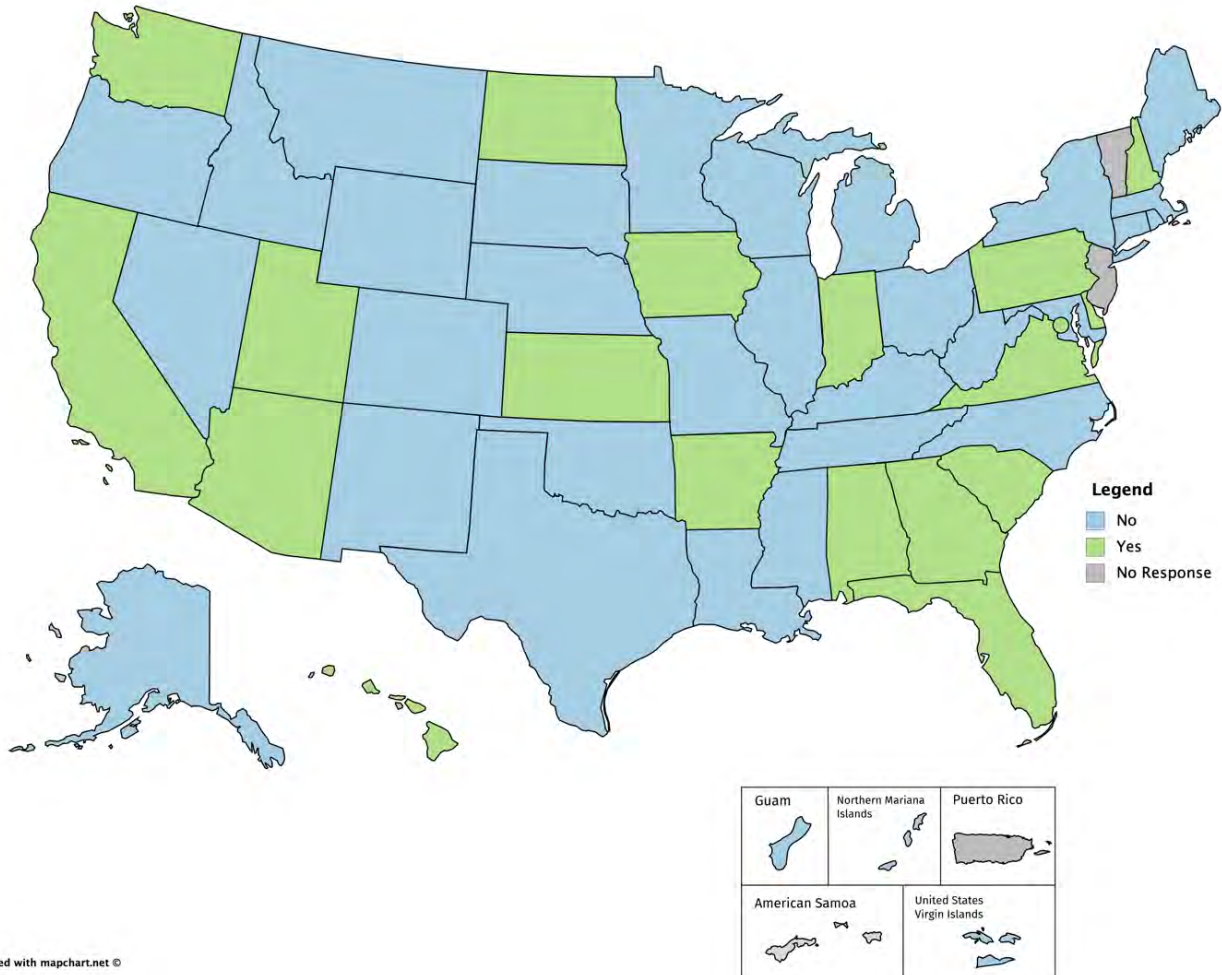 Legend
No
Yes
No Response
Guam
Northern Mariana
Islands
Puerto Rico
American Samoa
United States
Virgin Islands
with mapchart.net ©